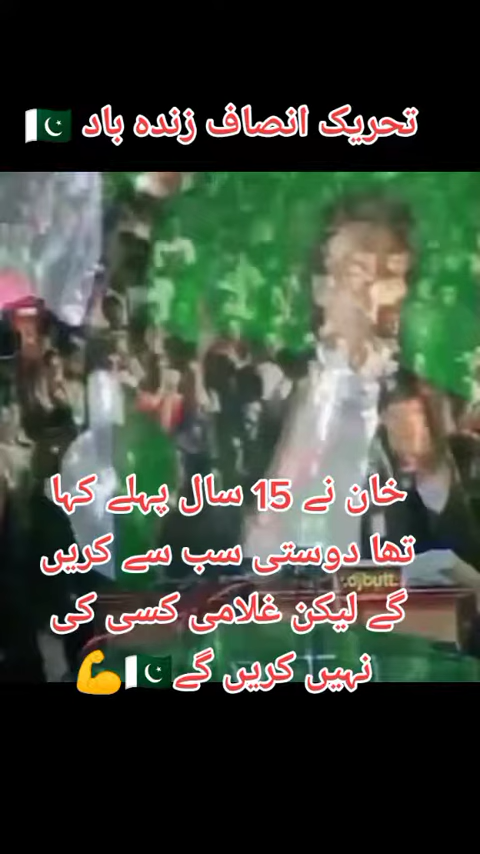 تحریک انصاف زندہ باد 🇵🇰
خان نے 15 سال پہلے کہا
تھا دوستی سب سے کریں
گے لیکن غلامی کسی کی
نہیں کریں گے🇵🇰💪
.ojbutt.